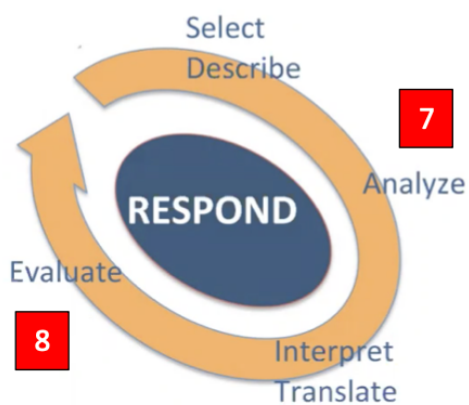 Select
Describe
7
Analyze
RESPOND
Evaluate
8
Interpret
Translate